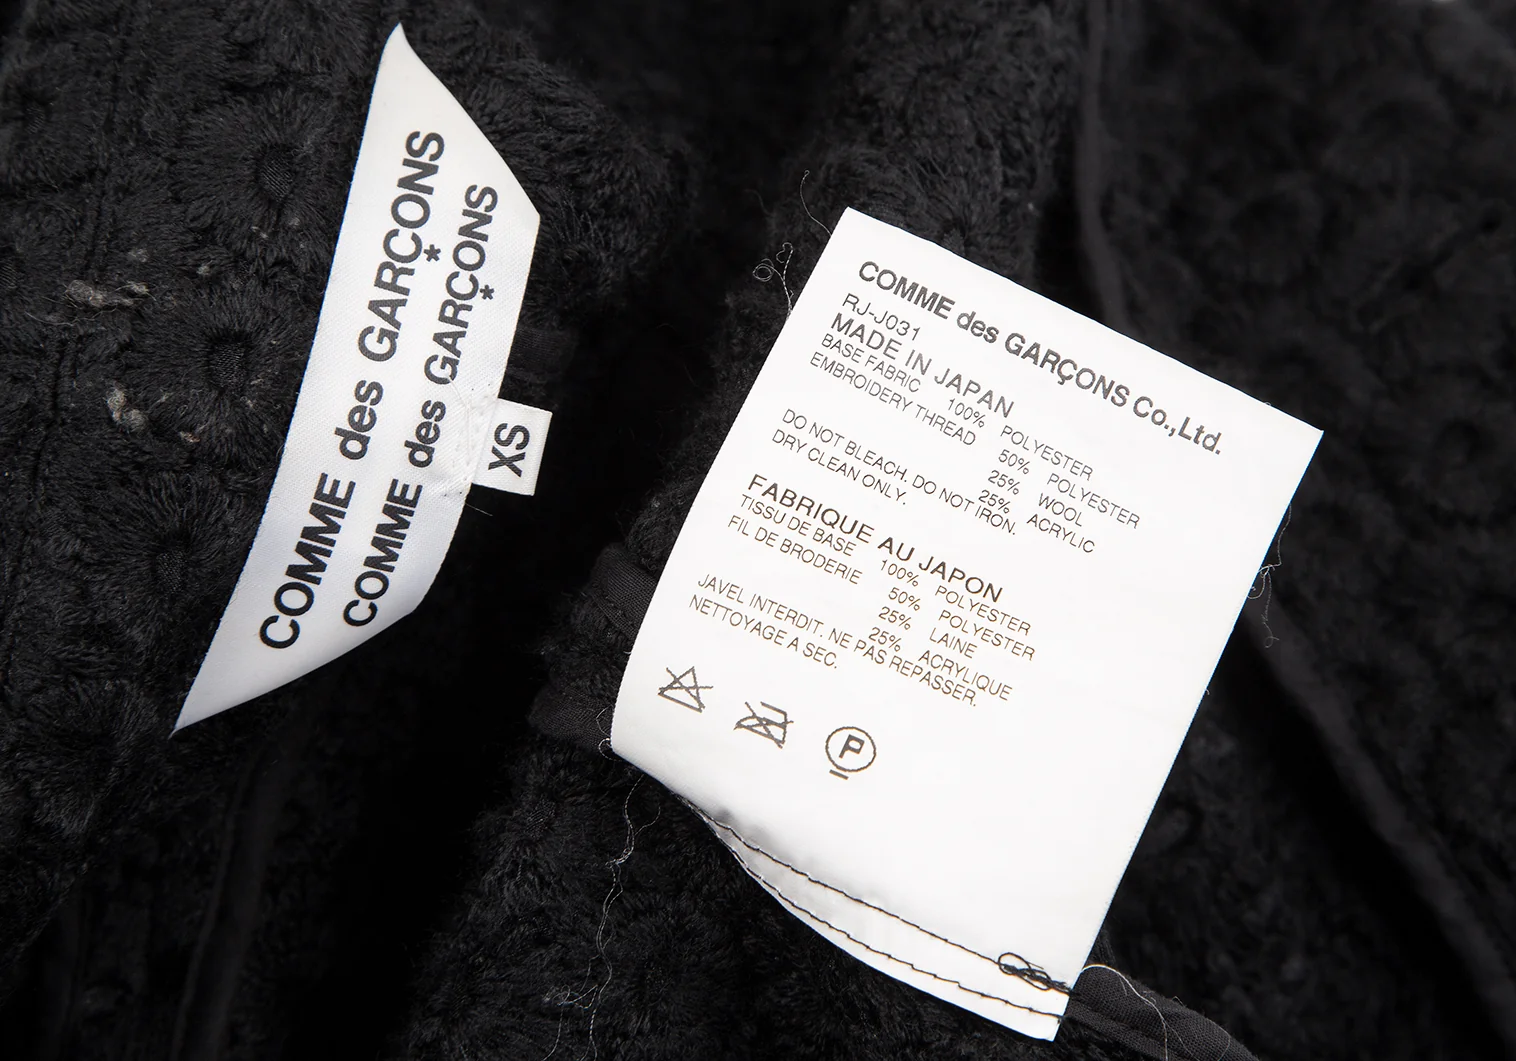 COMME des GARÇONS
COMME des GARÇONS
XS
COMME des GARÇONS Co.,Ltd.
RJ-J031
MADE IN JAPAN
BASE FABRIC 100% POLYESTER
EMBROIDERY THREAD 50% POLYESTER
25% WOOL
25% ACRYLIC
DO NOT BLEACH. DO NOT IRON.
DRY CLEAN ONLY.
FABRIQUE AU JAPON
TISSU DE BASE 100% POLYESTER
FIL DE BRODERIE 50% POLYESTER
25% LAINE
25% ACRYLIQUE
JAVEL INTERDIT. NE PAS REPASSER.
NETTOYAGE A SEC.
P